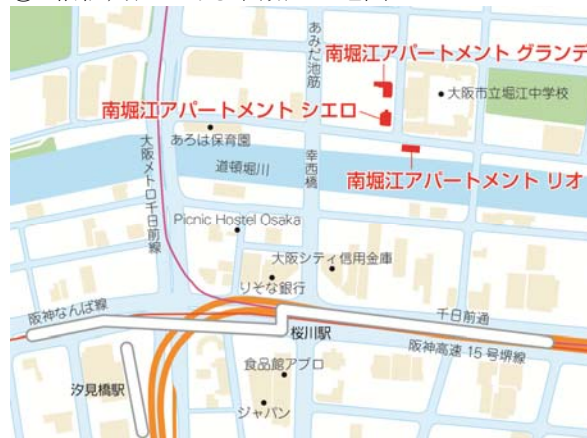 南堀江アパートメント グランデ
あみだ池筋
大阪市立堀江中学校
南堀江アパートメント シエロ
あろは保育園
大阪メトロ千日前線
道頓堀川
幸西橋
南堀江アパートメント リオ
Picnic Hostel Osaka
大阪シティ信用金庫
りそな銀行
阪神なんば線
千日前通
桜川駅
阪神高速15号堺線
食品館アプロ
汐見橋駅
ジャパン